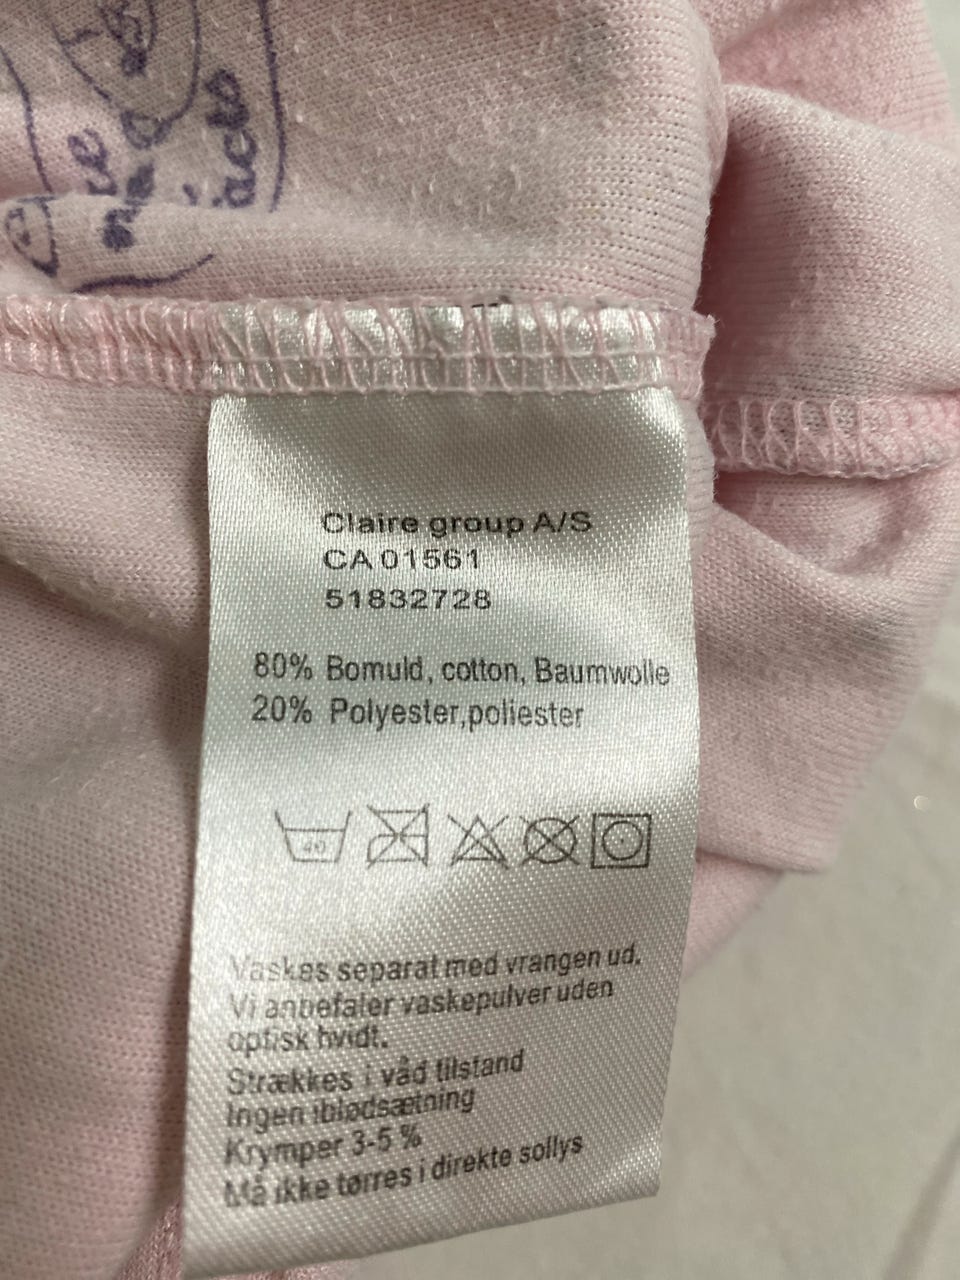 Claire group A/S
CA 01561
51832728
80% Bomuld, cotton, Baumwolle
20% Polyester,poliester
40
Vaskes separat med vrangen ud.
Vi anbefaler vaskepulver uden
optisk hvidt.
Strækkes i våd tilstand
Ingen iblødsætning
Krymper 3-5 %
Må ikke tørres i direkte sollys